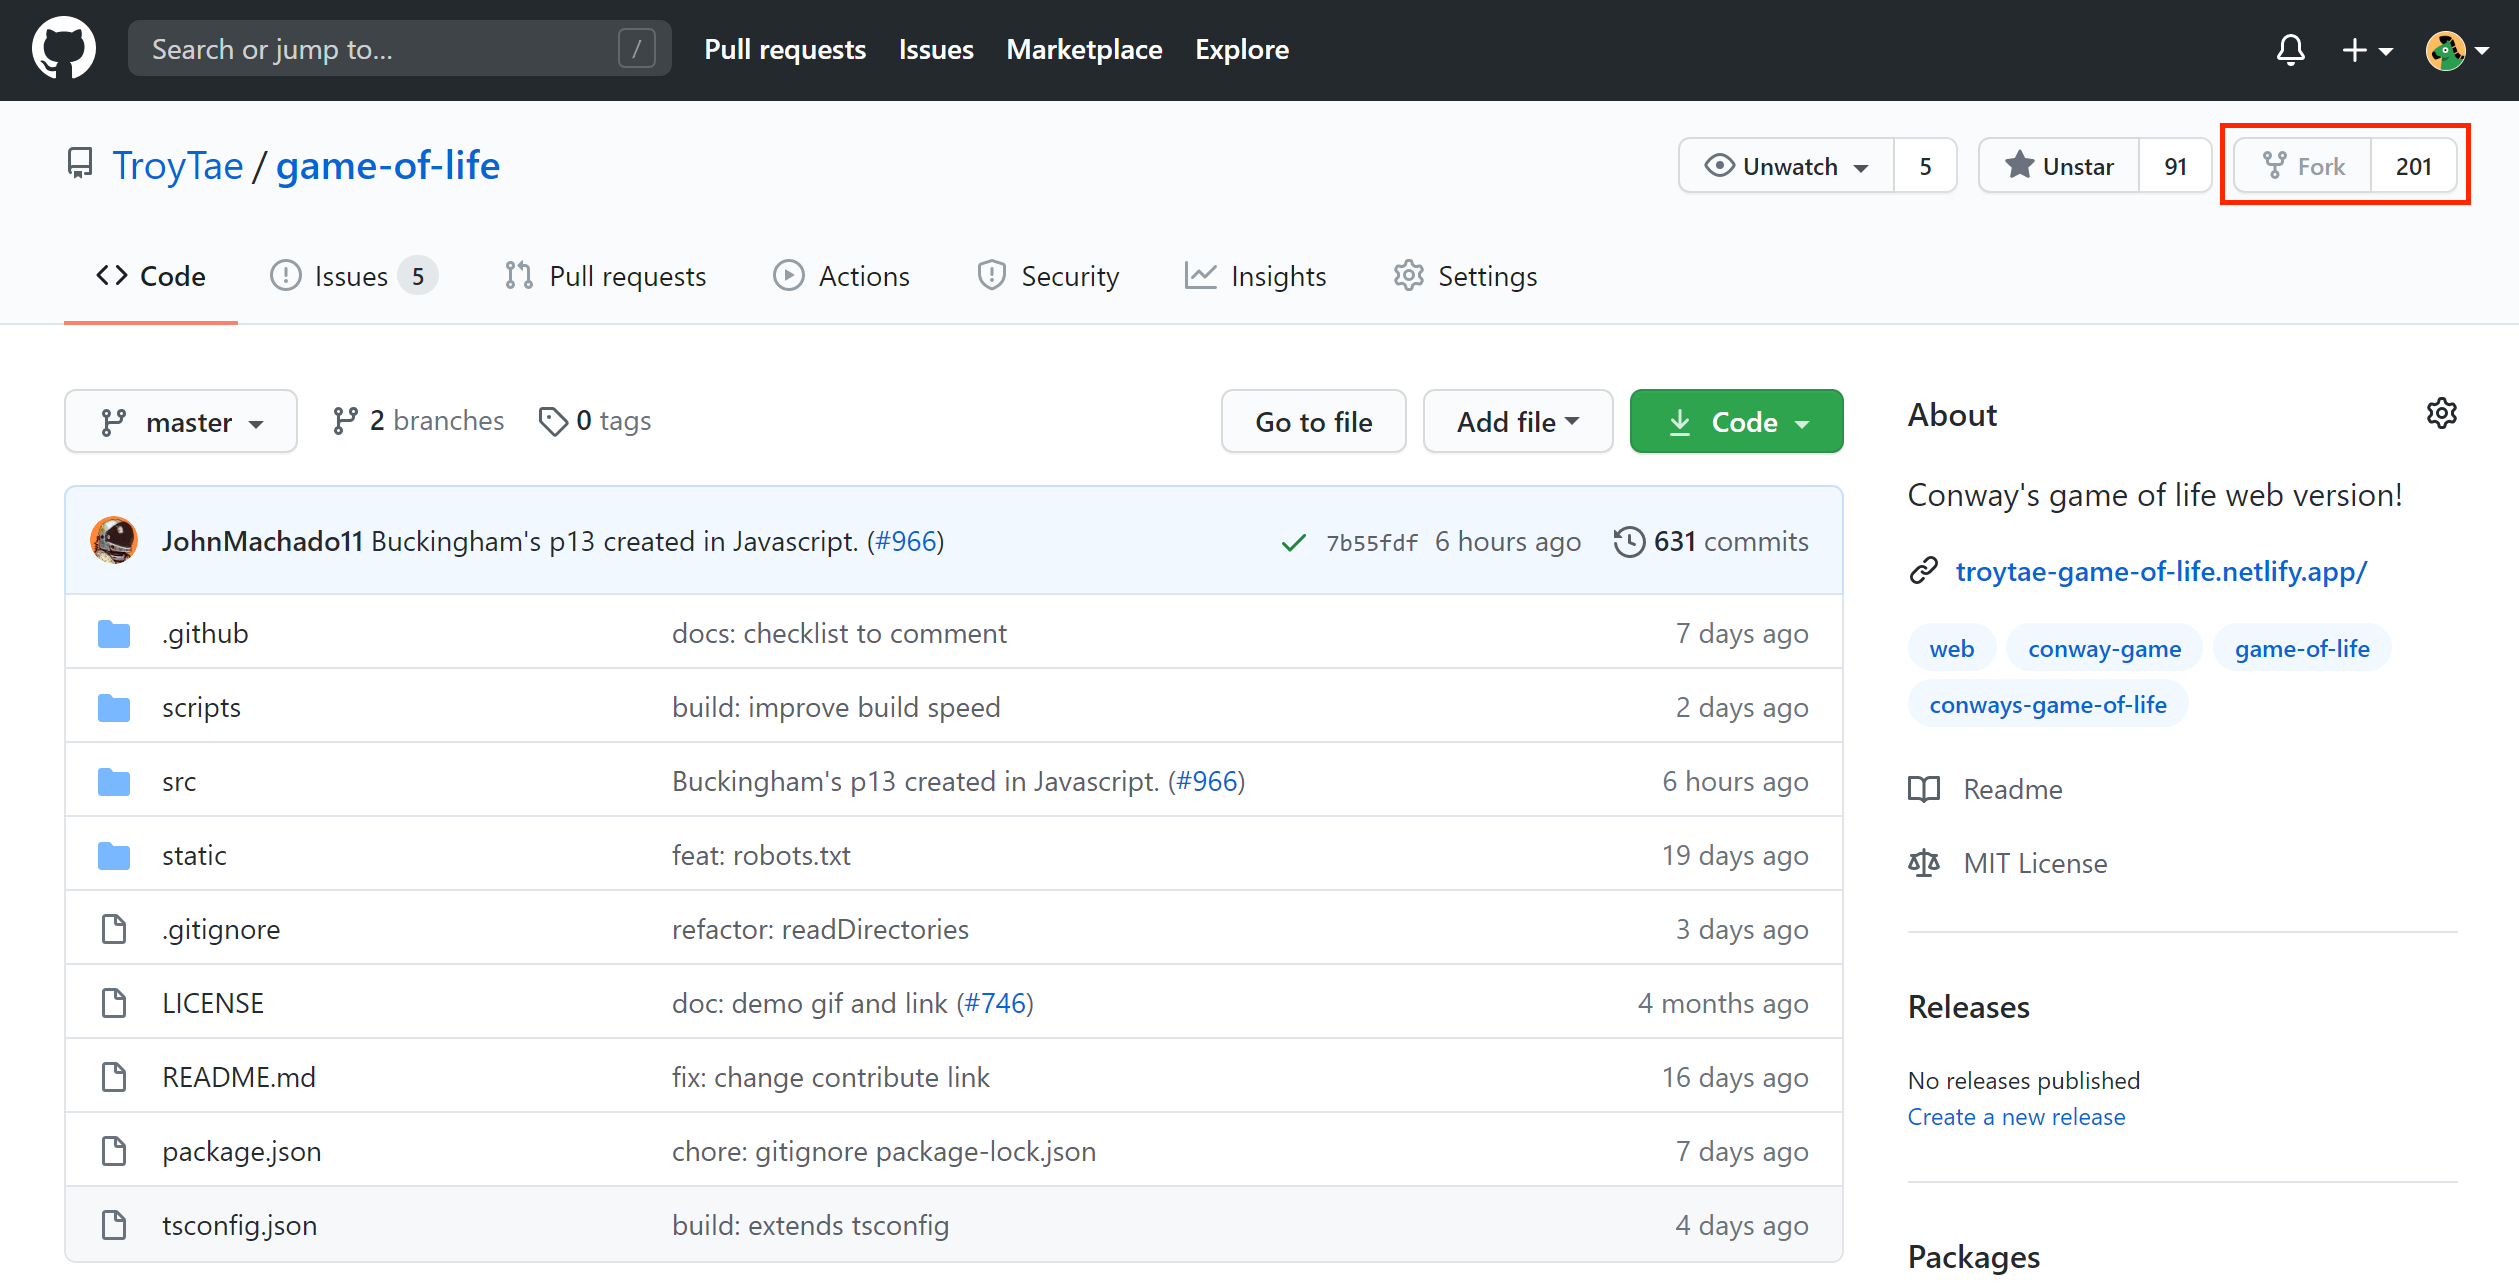 Search or jump to... / Pull requests Issues Marketplace Explore
TroyTae / game-of-life Unwatch 5 Unstar 91 Fork 201
Code Issues 5 Pull requests Actions Security Insights Settings
master 2 branches 0 tags Go to file Add file Code
About
Conway's game of life web version!
troytae-game-of-life.netlify.app/
web conway-game game-of-life
conways-game-of-life
Readme
MIT License
Releases
No releases published
Create a new release
Packages
JohnMachado11 Buckingham's p13 created in Javascript. (#966) 7b55fdf 6 hours ago 631 commits
.github docs: checklist to comment 7 days ago
scripts build: improve build speed 2 days ago
src Buckingham's p13 created in Javascript. (#966) 6 hours ago
static feat: robots.txt 19 days ago
.gitignore refactor: readDirectories 3 days ago
LICENSE doc: demo gif and link (#746) 4 months ago
README.md fix: change contribute link 16 days ago
package.json chore: gitignore package-lock.json 7 days ago
tsconfig.json build: extends tsconfig 4 days ago